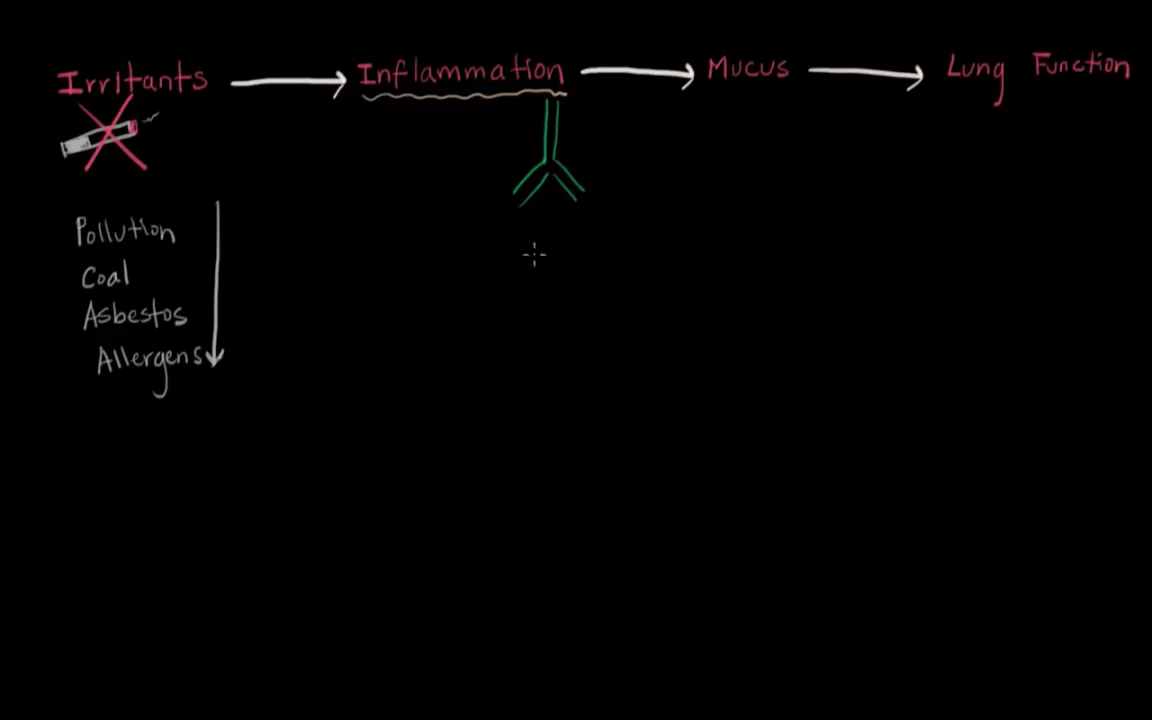 Irritants → Inflammation → Mucus → Lung Function
Pollution
Coal
Asbestos
Allergens